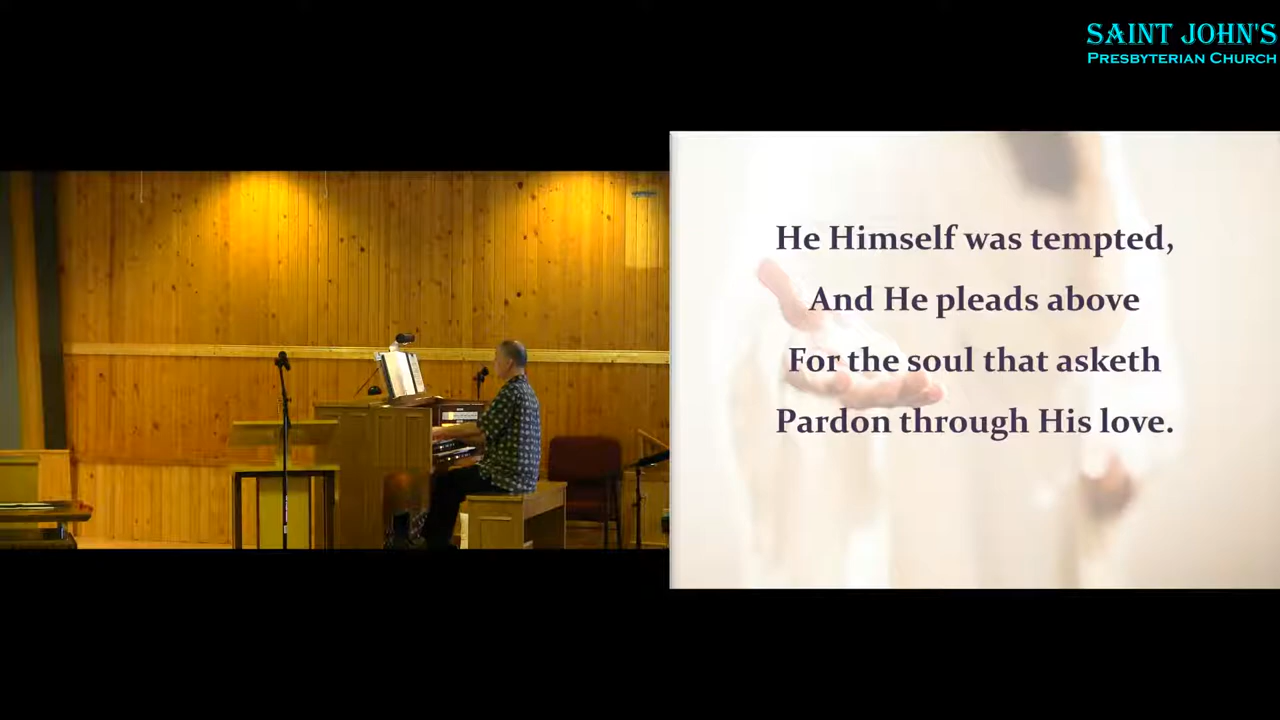 SAINT JOHN'S
PRESBYTERIAN CHURCH
He Himself was tempted,
And He pleads above
For the soul that asketh
Pardon through His love.